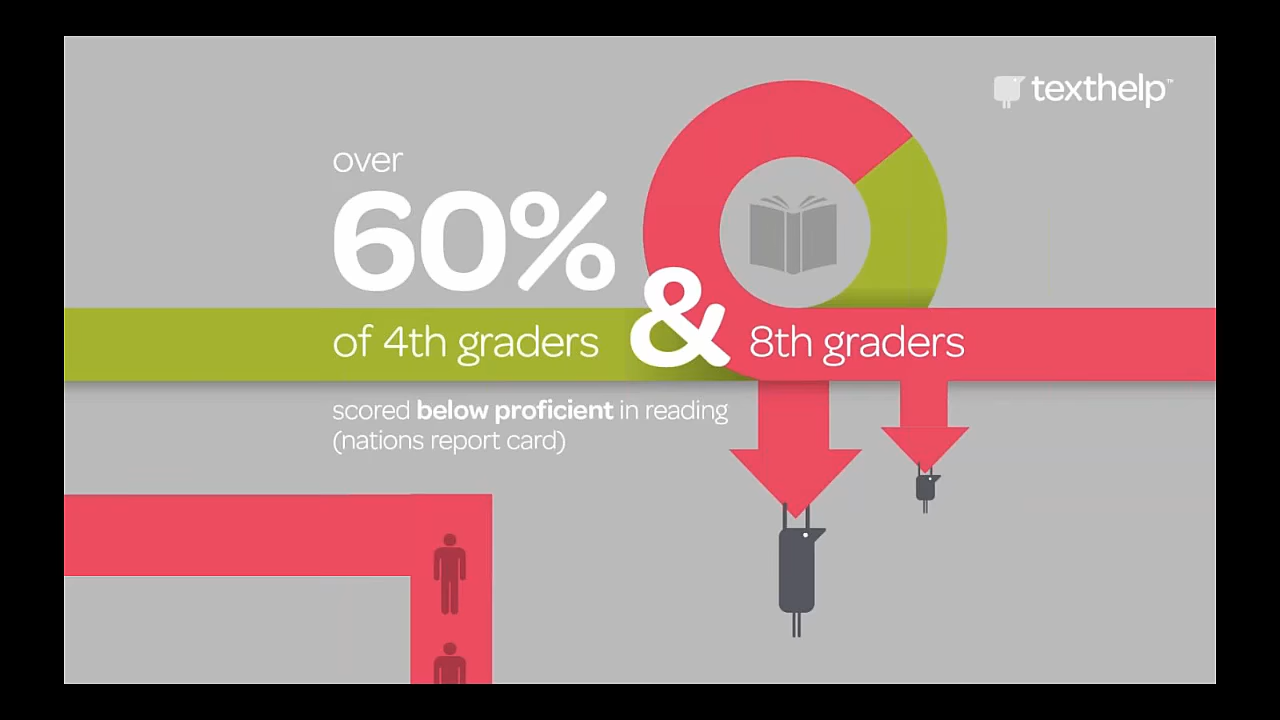 texthelp™
over
60%
of 4th graders & 8th graders
scored below proficient in reading
(nations report card)